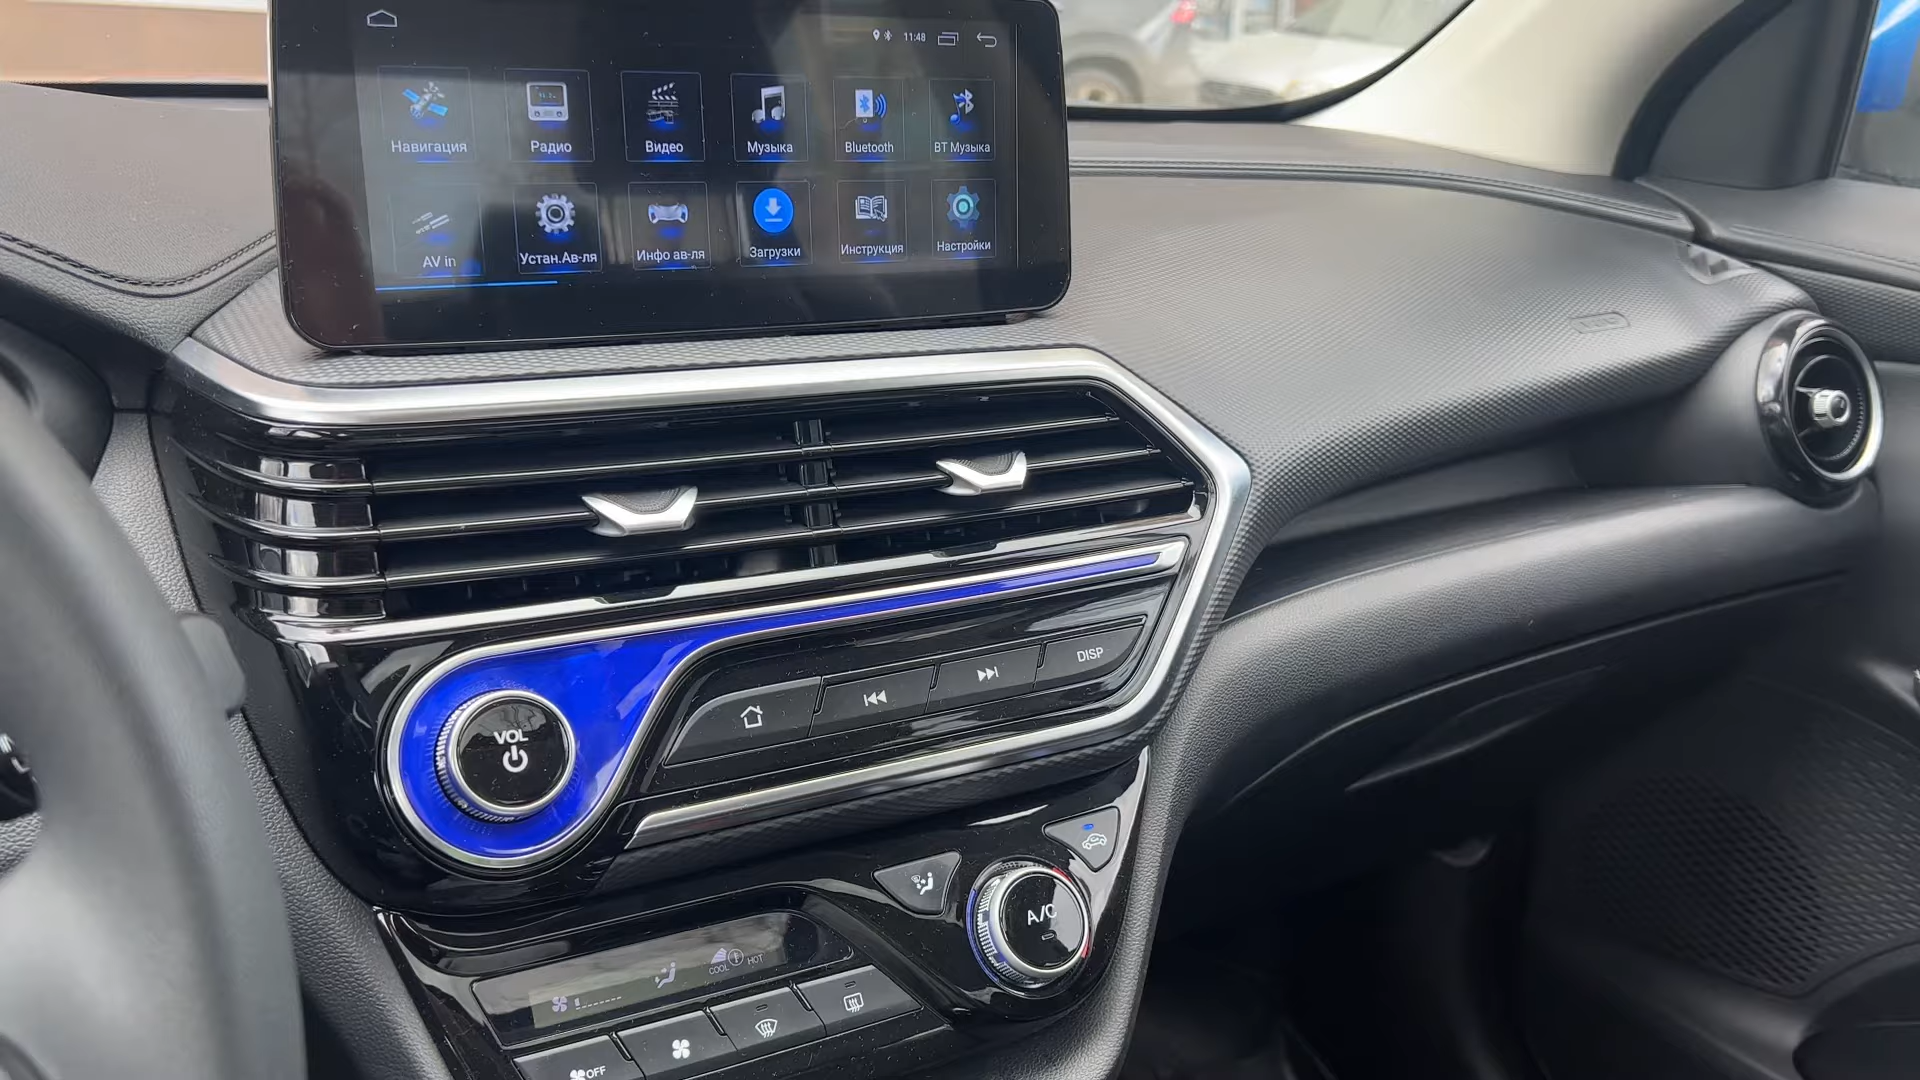 11:48
Навигация
Радио
Видео
Музыка
Bluetooth
BT Музыка
AV in
Устан.Ав-ля
Инфо ав-ля
Загрузки
Инструкция
Настройки
VOL
DISP
A/C
COOL
HOT
OFF